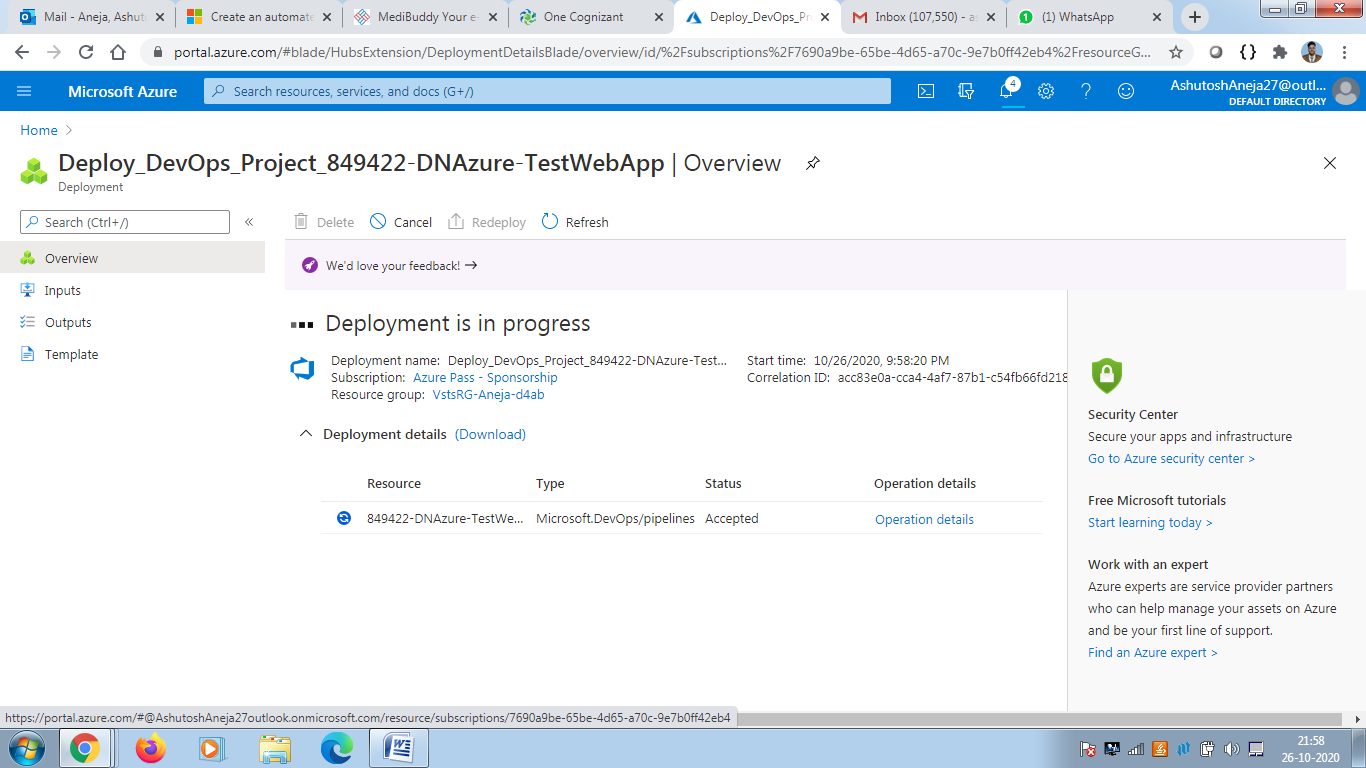 Mail - Aneja, Ashut
Create an automate
MediBuddy Your e-
One Cognizant
Deploy_DevOps_Pr
Inbox (107,550) - as
(1) WhatsApp
portal.azure.com/#blade/HubsExtension/DeploymentDetailsBlade/overview/id/%2Fsubscriptions%2F7690a9be-65be-4d65-a70c-9e7b0ff42eb4%2FresourceG...
Microsoft Azure
Search resources, services, and docs (G+/)
4
AshutoshAneja27@outl...
DEFAULT DIRECTORY
Home >
Deploy_DevOps_Project_849422-DNAzure-TestWebApp | Overview
Deployment
Search (Ctrl+/)
«
Delete
Cancel
Redeploy
Refresh
Overview
Inputs
Outputs
Template
We'd love your feedback! →
Deployment is in progress
Deployment name: Deploy_DevOps_Project_849422-DNAzure-Test...
Subscription: Azure Pass - Sponsorship
Resource group: VstsRG-Aneja-d4ab
Start time: 10/26/2020, 9:58:20 PM
Correlation ID: acc83e0a-cca4-4af7-87b1-c54fb66fd218
Deployment details (Download)
Resource Type Status Operation details
849422-DNAzure-TestWe... Microsoft.DevOps/pipelines Accepted Operation details
Security Center
Secure your apps and infrastructure
Go to Azure security center >
Free Microsoft tutorials
Start learning today >
Work with an expert
Azure experts are service provider partners
who can help manage your assets on Azure
and be your first line of support.
Find an Azure expert >
https://portal.azure.com/#@AshutoshAneja27outlook.onmicrosoft.com/resource/subscriptions/7690a9be-65be-4d65-a70c-9e7b0ff42eb4
21:58
26-10-2020